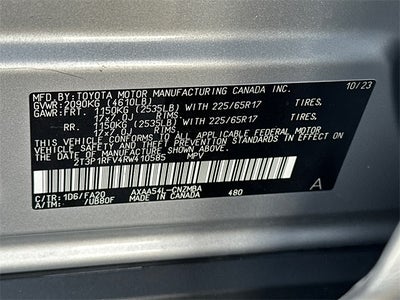 MFD. BY:TOYOTA MOTOR MANUFACTURING CANADA INC. 10/23
GVWR:2090KG (4610LB)
GAWR:FRT. 1150KG (2535LB) WITH 225/65R17 TIRES,
17x7.0J
RR. 1150KG (2535LB) WITH 225/65R17 TIRES.
17x7.0J
THIS VEHICLE CONFORMS TO ALL APPLICABLE FEDERAL MOTOR
VEHICLE SAFETY, BUMPER, AND THEFT PREVENTION STANDARDS
IN EFFECT ON THE DATE OF MANUFACTURE SHOWN ABOVE.
2T3P1RFV4RW410585 MPV
C/TR:1D6/FA20 AXAA54L-CNZMBA 480 A
A/TM: /UB80F MADE IN CANADA